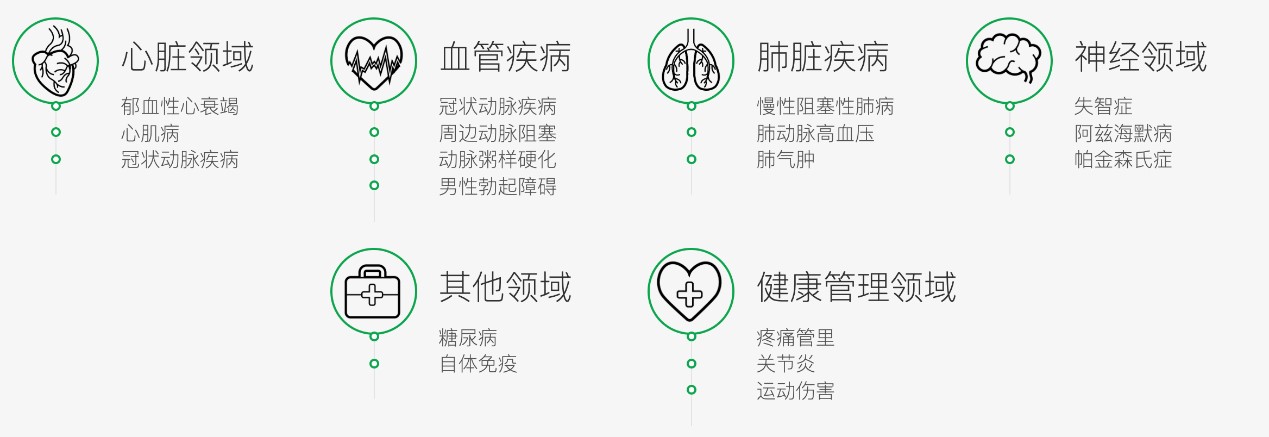 心脏领域
郁血性心衰竭
心肌病
冠状动脉疾病
血管疾病
冠状动脉疾病
周边动脉阻塞
动脉粥样硬化
男性勃起障碍
肺脏疾病
慢性阻塞性肺病
肺动脉高血压
肺气肿
神经领域
失智症
阿兹海默病
帕金森氏症
其他领域
糖尿病
自体免疫
健康管理领域
疼痛管里
关节炎
运动伤害